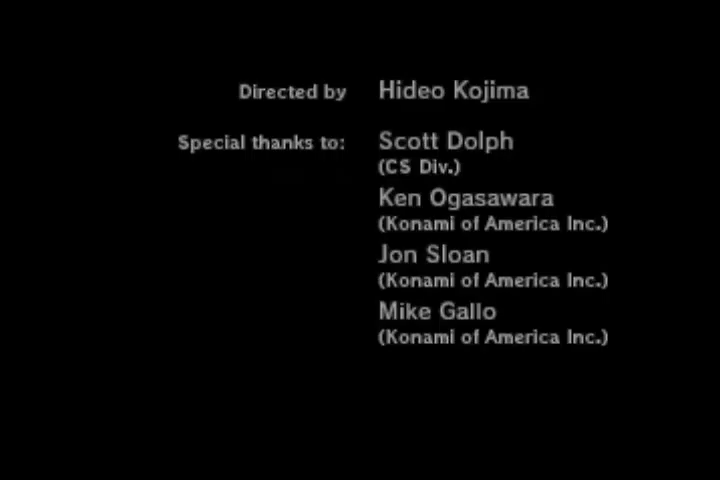 Directed by Hideo Kojima
Special thanks to: Scott Dolph
(CS Div.)
Ken Ogasawara
(Konami of America Inc.)
Jon Sloan
(Konami of America Inc.)
Mike Gallo
(Konami of America Inc.)